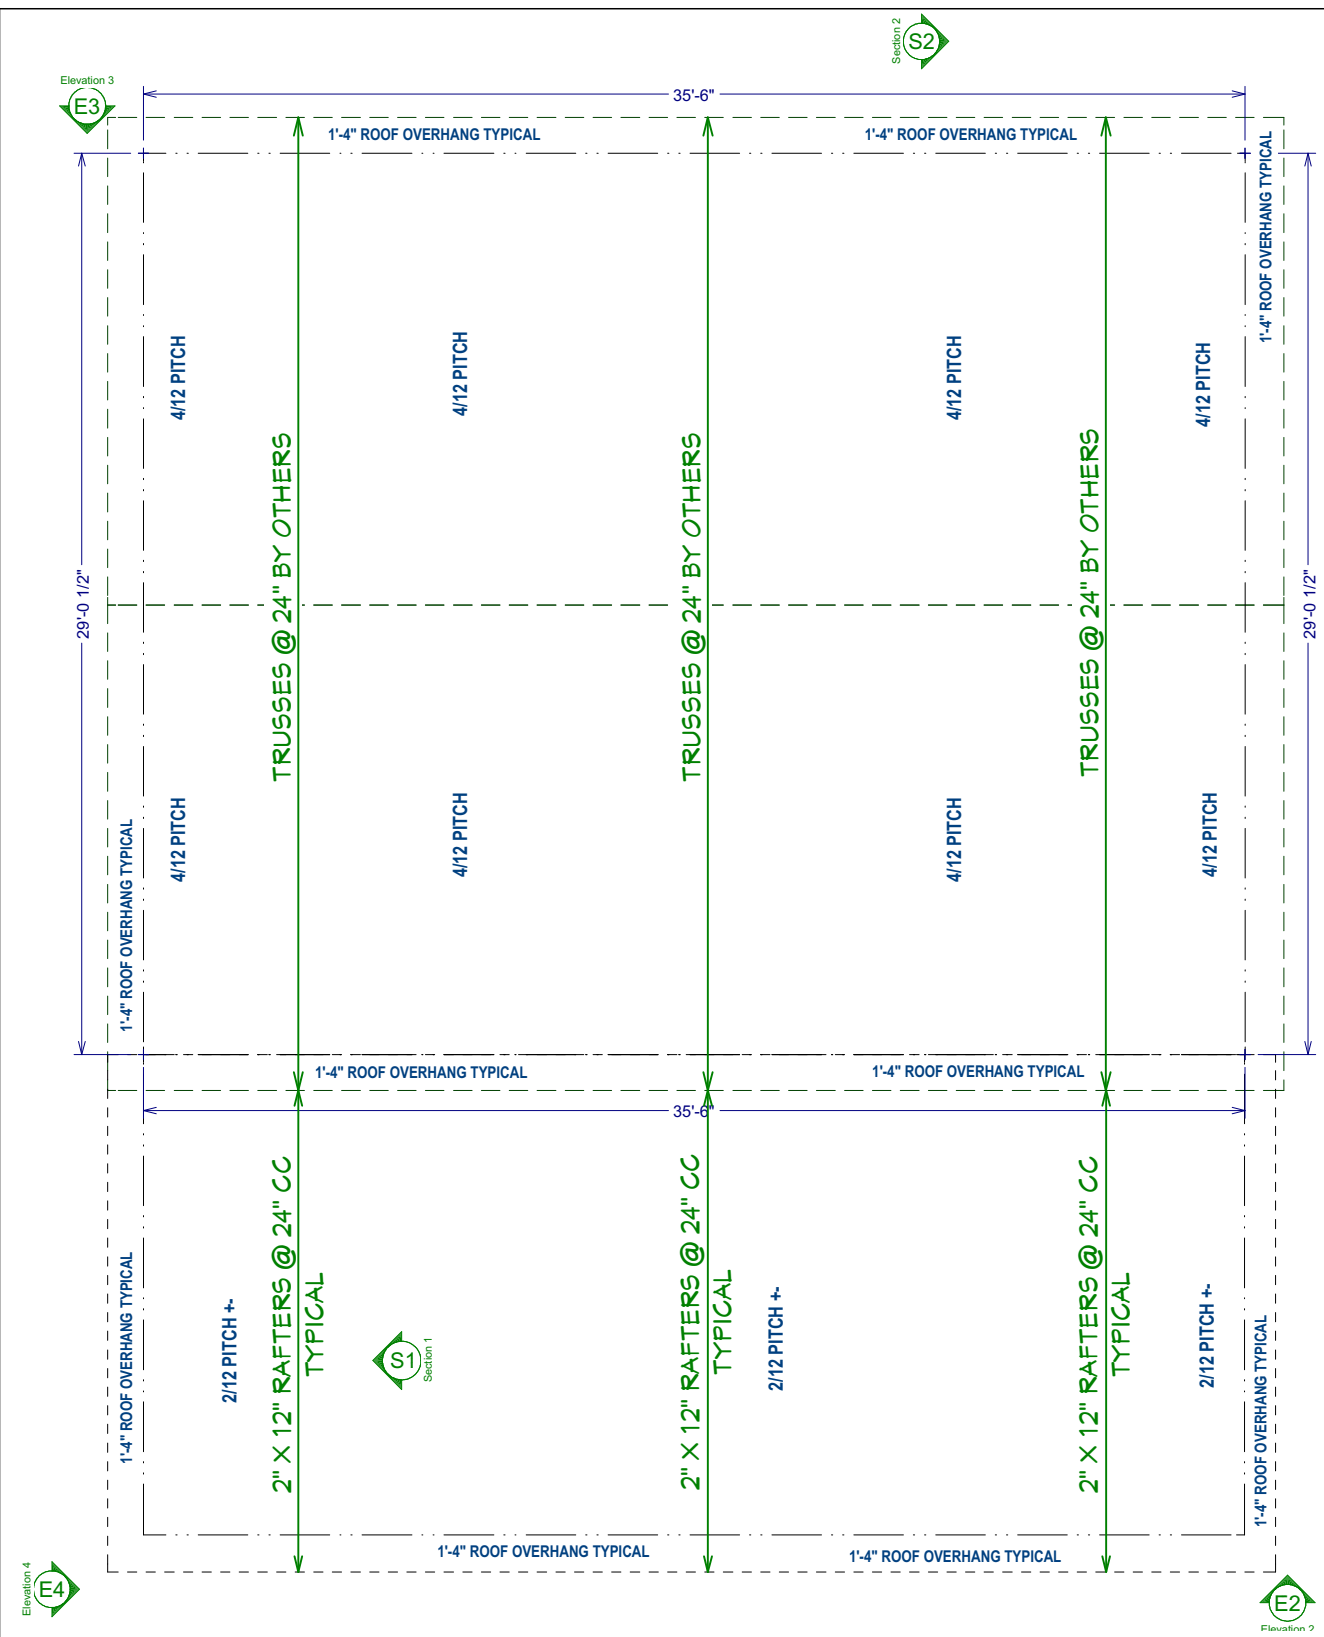 Section 2
S2
Elevation 3
E3
35'-6"
1'-4" ROOF OVERHANG TYPICAL
1'-4" ROOF OVERHANG TYPICAL
1'-4" ROOF OVERHANG TYPICAL
4/12 PITCH
4/12 PITCH
4/12 PITCH
4/12 PITCH
29'-0 1/2"
TRUSSES @ 24" BY OTHERS
TRUSSES @ 24" BY OTHERS
TRUSSES @ 24" BY OTHERS
29'-0 1/2"
1'-4" ROOF OVERHANG TYPICAL
4/12 PITCH
4/12 PITCH
4/12 PITCH
4/12 PITCH
1'-4" ROOF OVERHANG TYPICAL
1'-4" ROOF OVERHANG TYPICAL
35'-6"
1'-4" ROOF OVERHANG TYPICAL
2/12 PITCH +-
2" X 12" RAFTERS @ 24" CC
TYPICAL
S1
Section 1
2" X 12" RAFTERS @ 24" CC
TYPICAL
2/12 PITCH +-
2" X 12" RAFTERS @ 24" CC
TYPICAL
2/12 PITCH +-
1'-4" ROOF OVERHANG TYPICAL
1'-4" ROOF OVERHANG TYPICAL
1'-4" ROOF OVERHANG TYPICAL
Elevation 4
E4
E2
Elevation 2